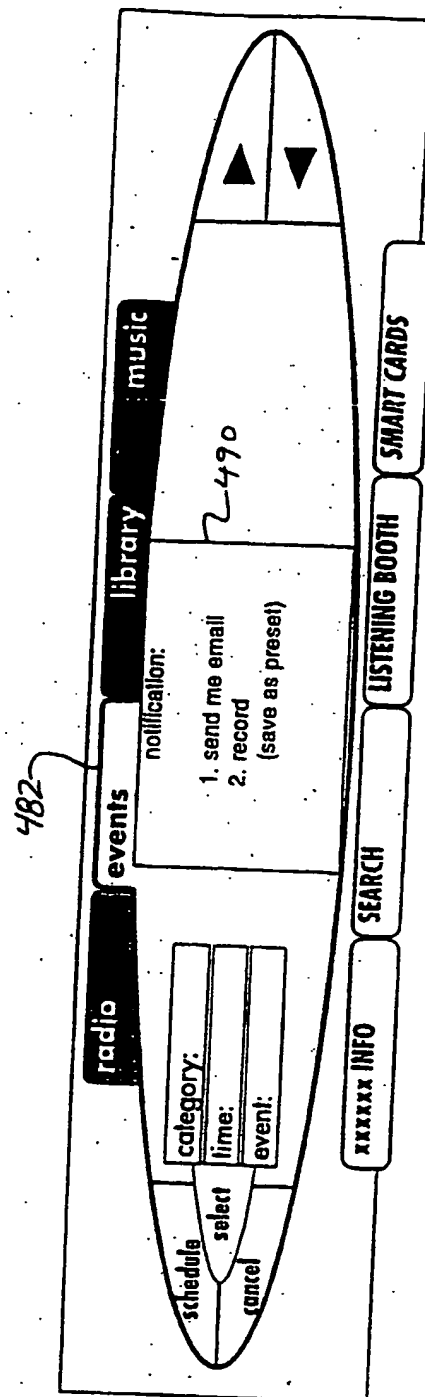 482
radio
events
library
music
schedule
select
cancel
category:
time:
event:
notification:
1. send me email
2. record
(save as preset)
490
xxxxxx INFO
SEARCH
LISTENING BOOTH
SMART CARDS